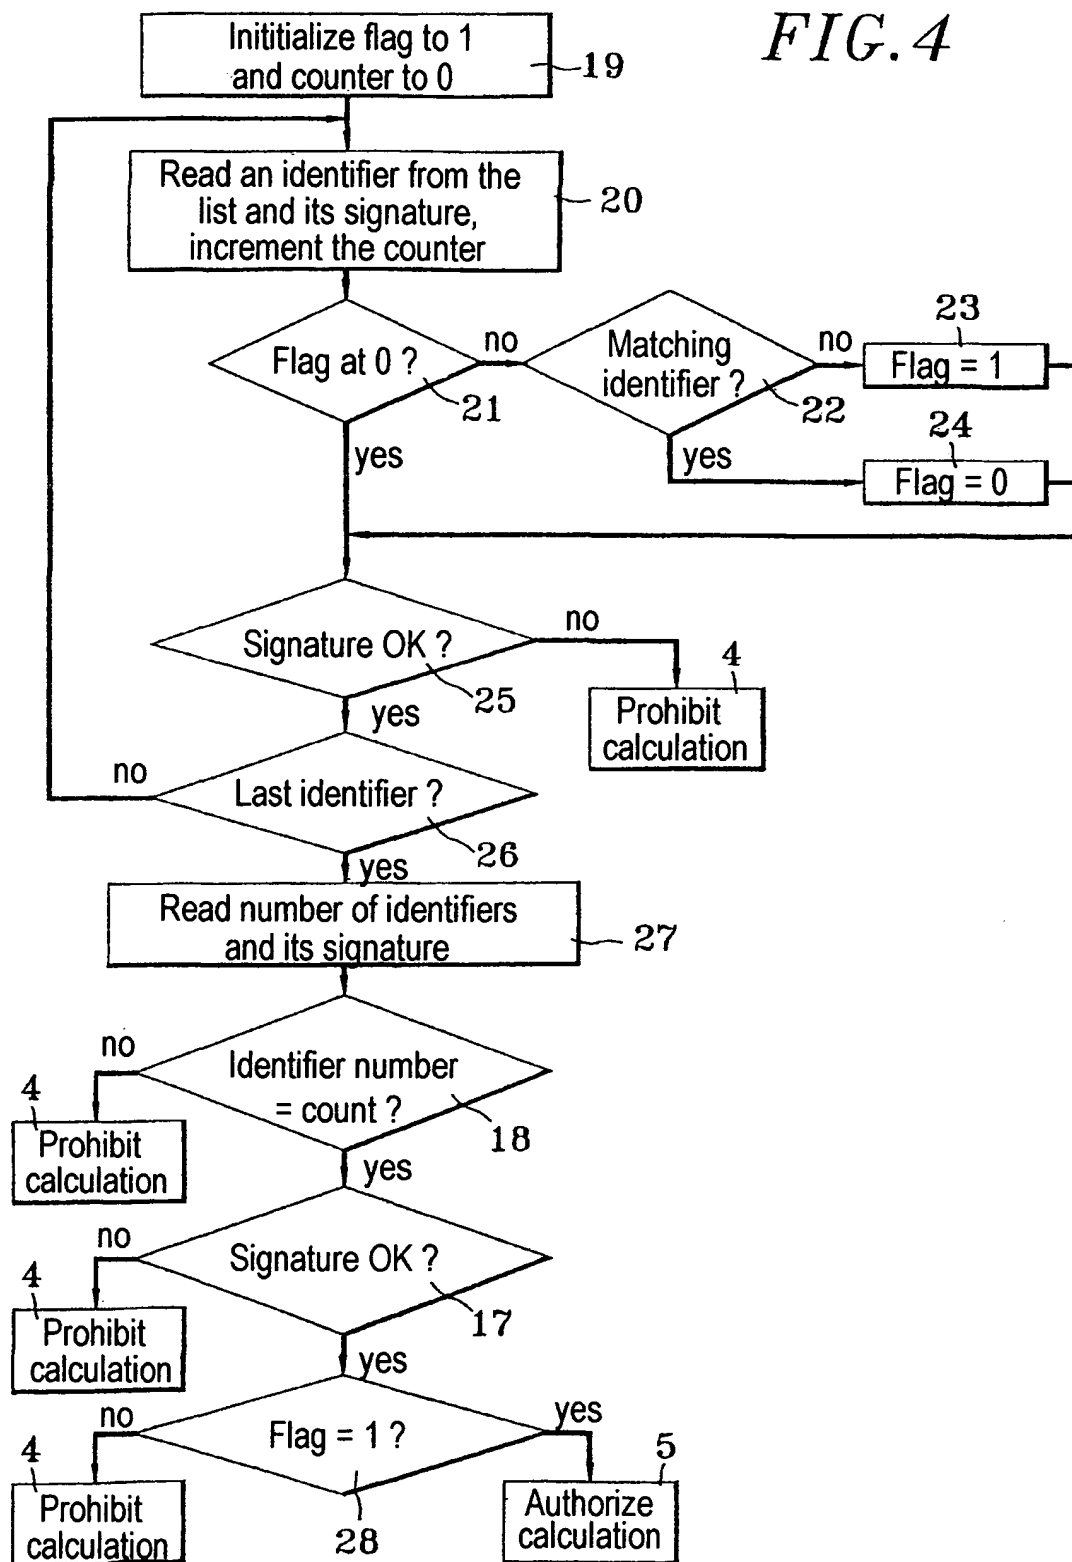 FIG. 4
Inititialize flag to 1
and counter to 0
19
Read an identifier from the
list and its signature,
increment the counter
20
Flag at 0 ?
21
no
yes
Matching
identifier ?
22
no
yes
23
Flag = 1
24
Flag = 0
Signature OK ?
25
no
yes
4
Prohibit
calculation
Last identifier ?
26
no
yes
Read number of identifiers
and its signature
27
Identifier number
= count ?
18
no
yes
4
Prohibit
calculation
Signature OK ?
17
no
yes
4
Prohibit
calculation
Flag = 1 ?
28
no
yes
4
Prohibit
calculation
5
Authorize
calculation